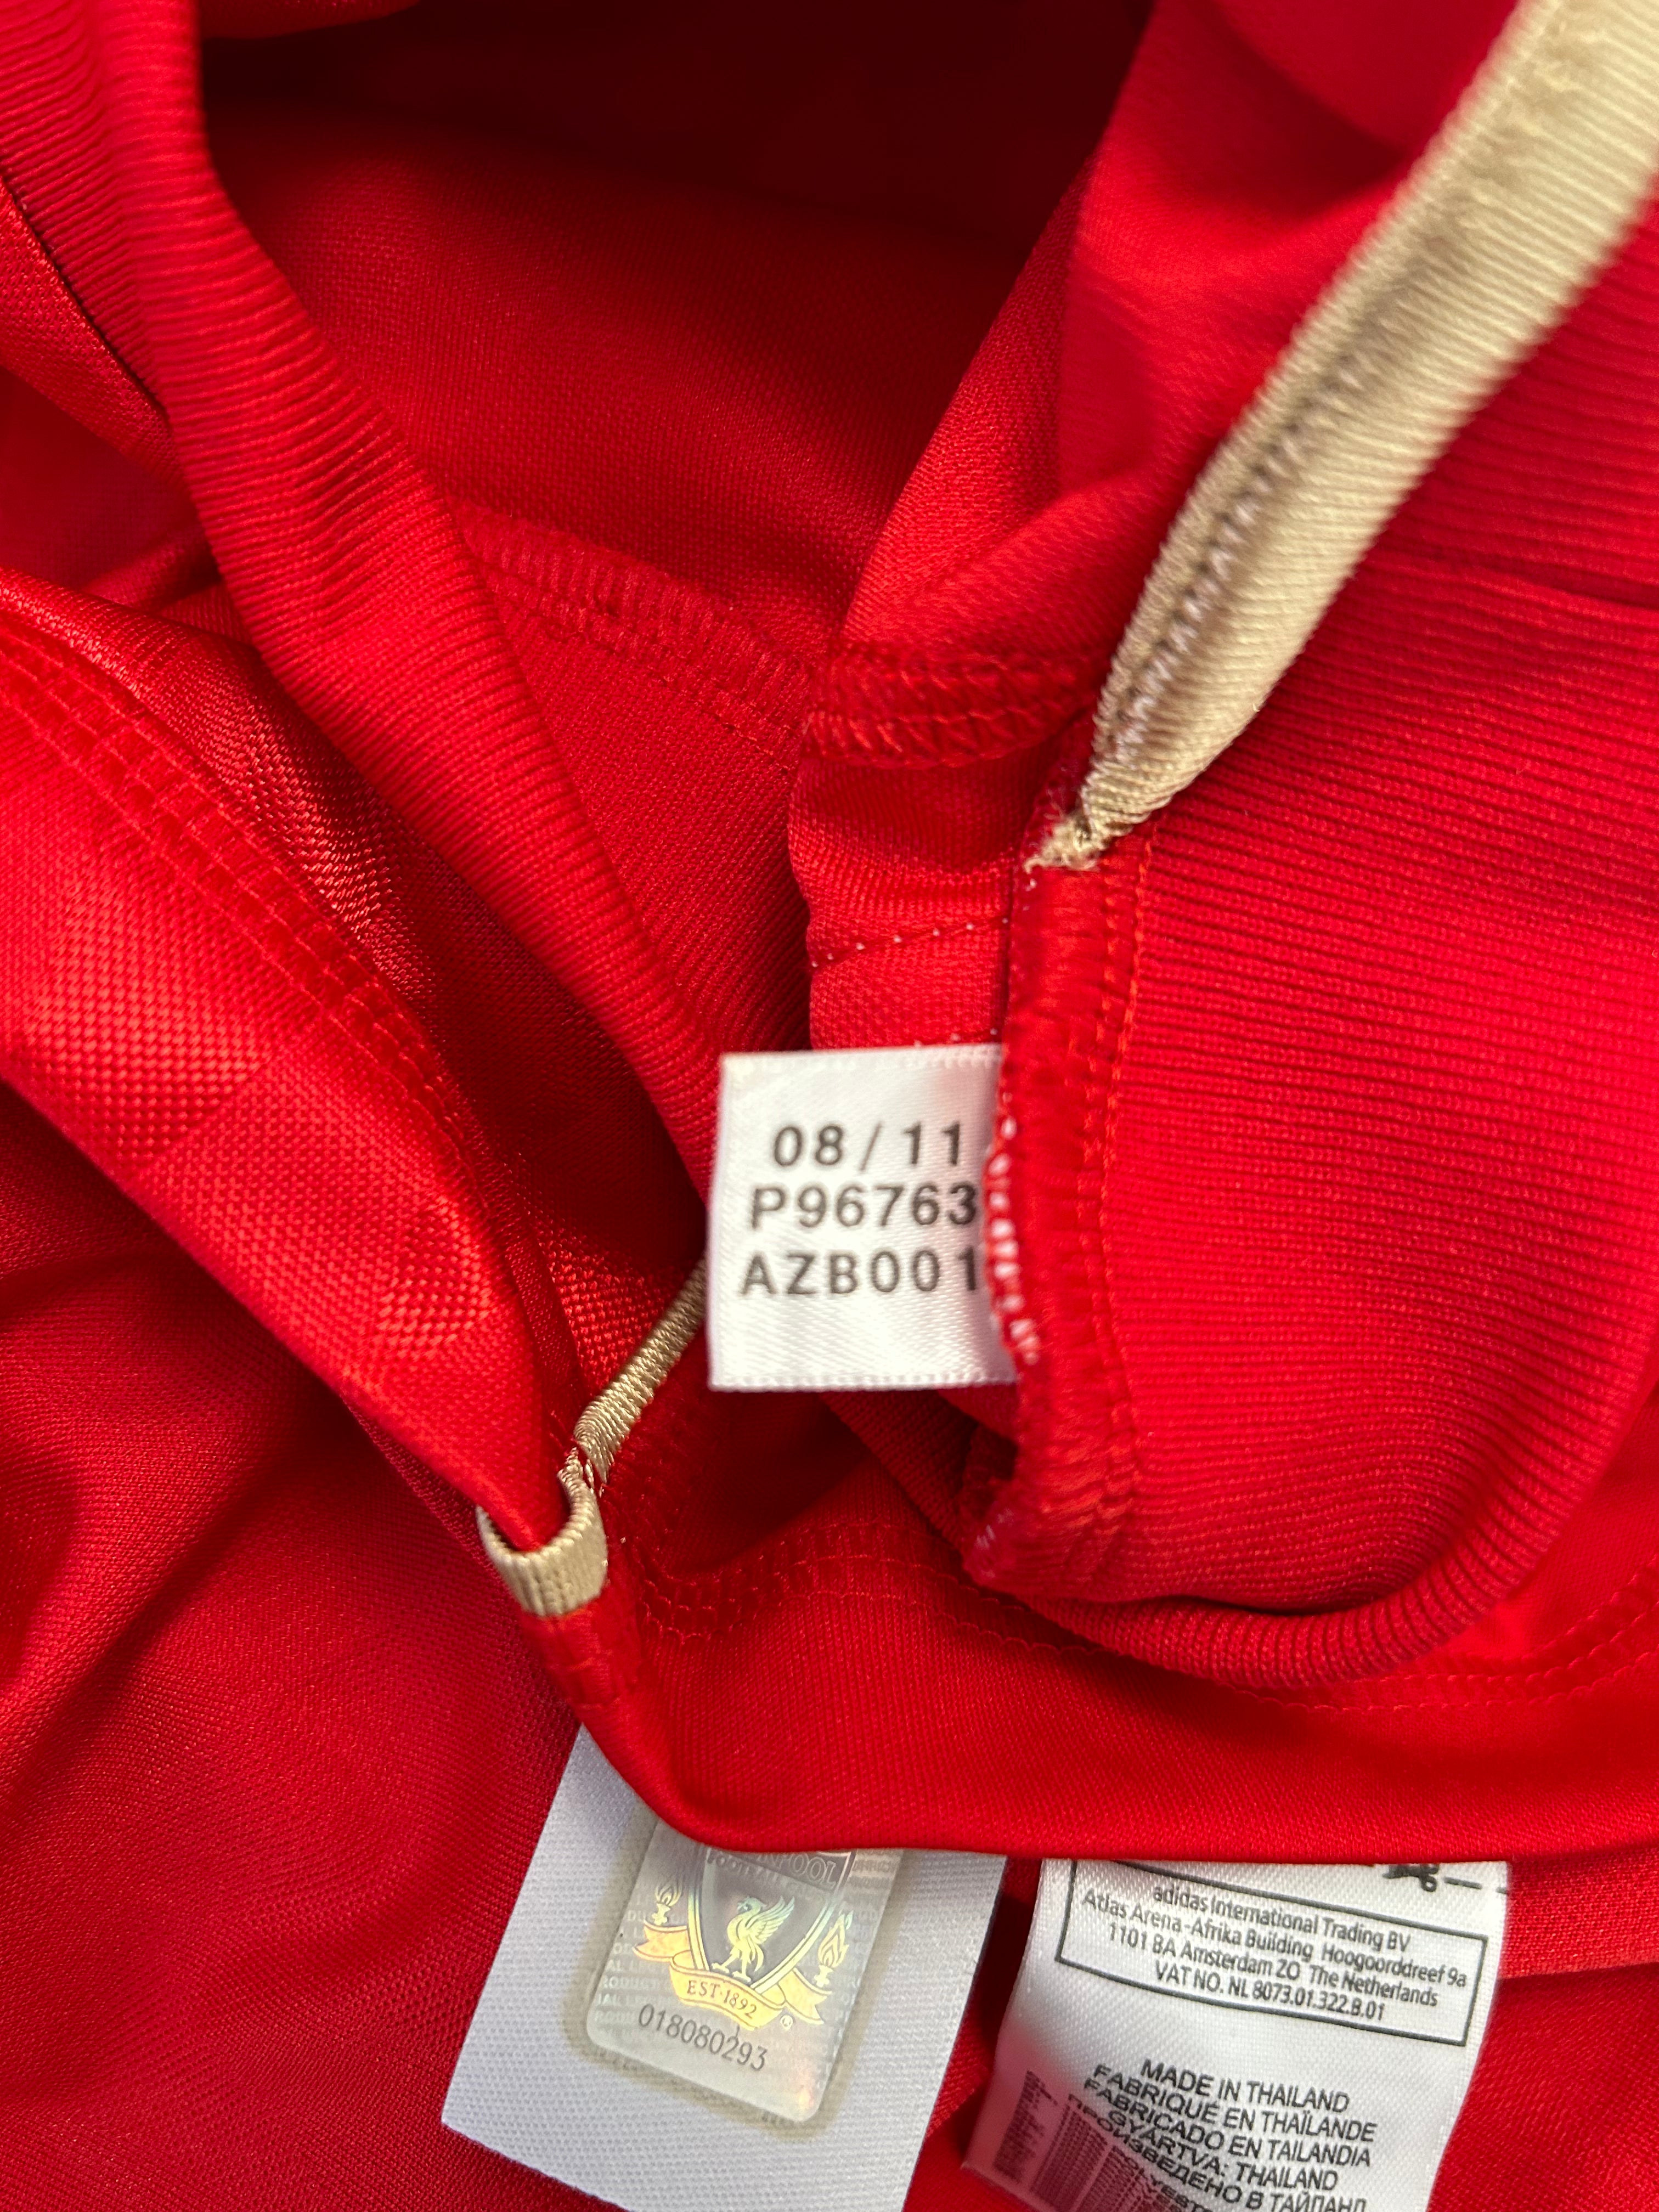 08/11
P96763
AZB001
EST·1892
®
018080293
adidas International Trading BV
Atlas Arena-Afrika Building Hoogoorddreef 9a
1101 BA Amsterdam ZO The Netherlands
VAT NO. NL 8073.01.322.B.01
MADE IN THAILAND
FABRIQUÉ EN THAÏLANDE
FABRICADO EN TAILANDIA
GYÁRTVA: THAILAND
ПРОИЗВЕДЕНО В ТАЙЛАНД